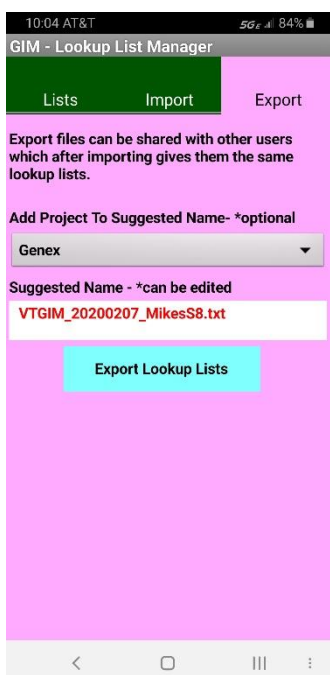 10:04 AT&T 5G E 84%
GIM - Lookup List Manager
Lists Import Export
Export files can be shared with other users
which after importing gives them the same
lookup lists.
Add Project To Suggested Name- *optional
Genex
Suggested Name - *can be edited
VTGIM_20200207_MikesS8.txt
Export Lookup Lists